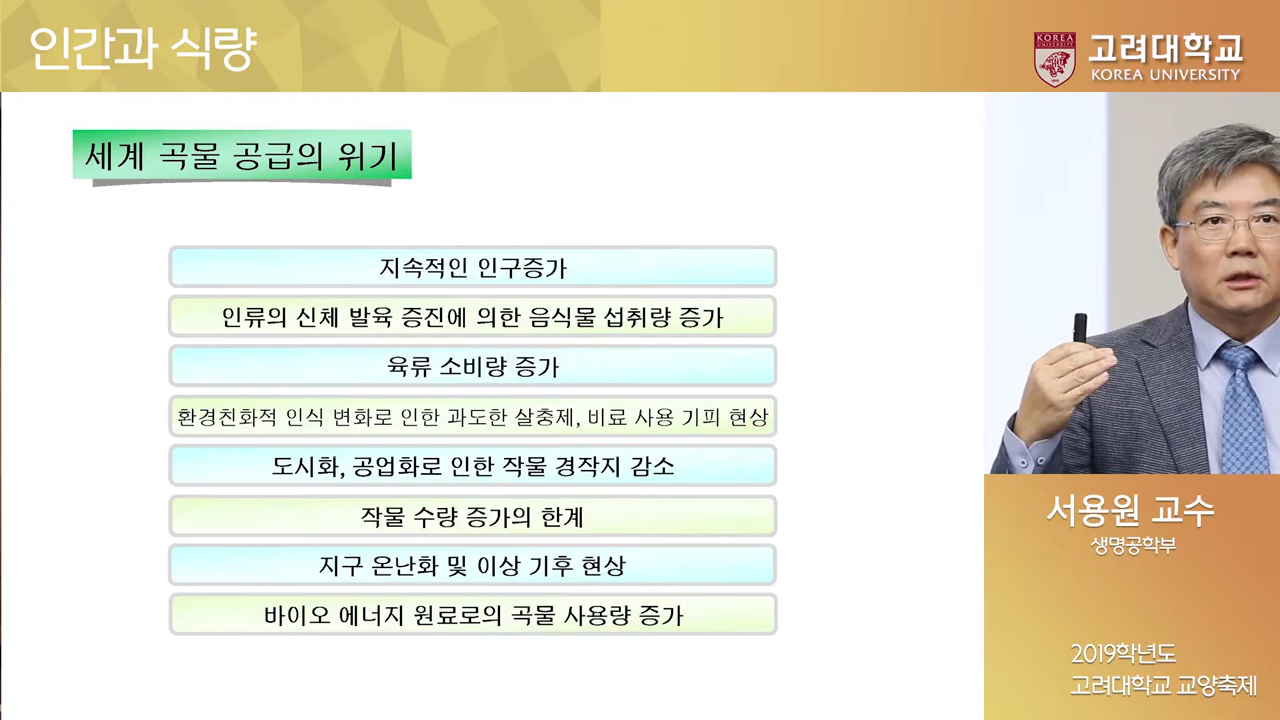 인간과 식량
KOREA
UNIVERSITY
고려대학교
KOREA UNIVERSITY
세계 곡물 공급의 위기
지속적인 인구증가
인류의 신체 발육 증진에 의한 음식물 섭취량 증가
육류 소비량 증가
환경친화적 인식 변화로 인한 과도한 살충제, 비료 사용 기피 현상
도시화, 공업화로 인한 작물 경작지 감소
작물 수량 증가의 한계
지구 온난화 및 이상 기후 현상
바이오 에너지 원료로의 곡물 사용량 증가
서용원 교수
생명공학부
2019학년도
고려대학교 교양축제